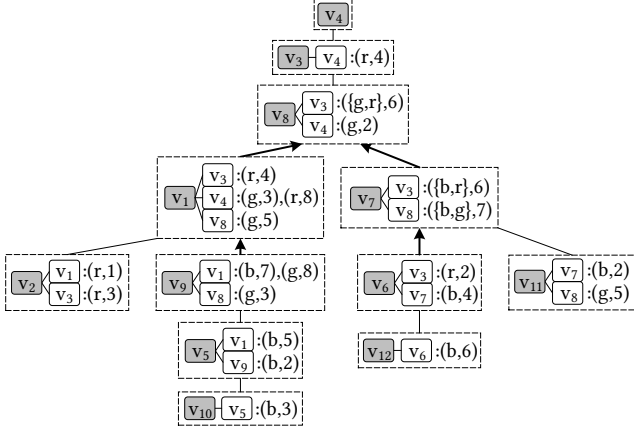 v₄
v₃ v₄ :(r,4)
v₈ v₃ :({g,r},6)
v₄ :(g,2)
v₁ v₃ :(r,4)
v₄ :(g,3),(r,8)
v₈ :(g,5)
v₇ v₃ :({b,r},6)
v₈ :({b,g},7)
v₂ v₁ :(r,1)
v₃ :(r,3)
v₉ v₁ :(b,7),(g,8)
v₈ :(g,3)
v₆ v₃ :(r,2)
v₇ :(b,4)
v₁₁ v₇ :(b,2)
v₈ :(g,5)
v₅ v₁ :(b,5)
v₉ :(b,2)
v₁₂ v₆ :(b,6)
v₁₀ v₅ :(b,3)